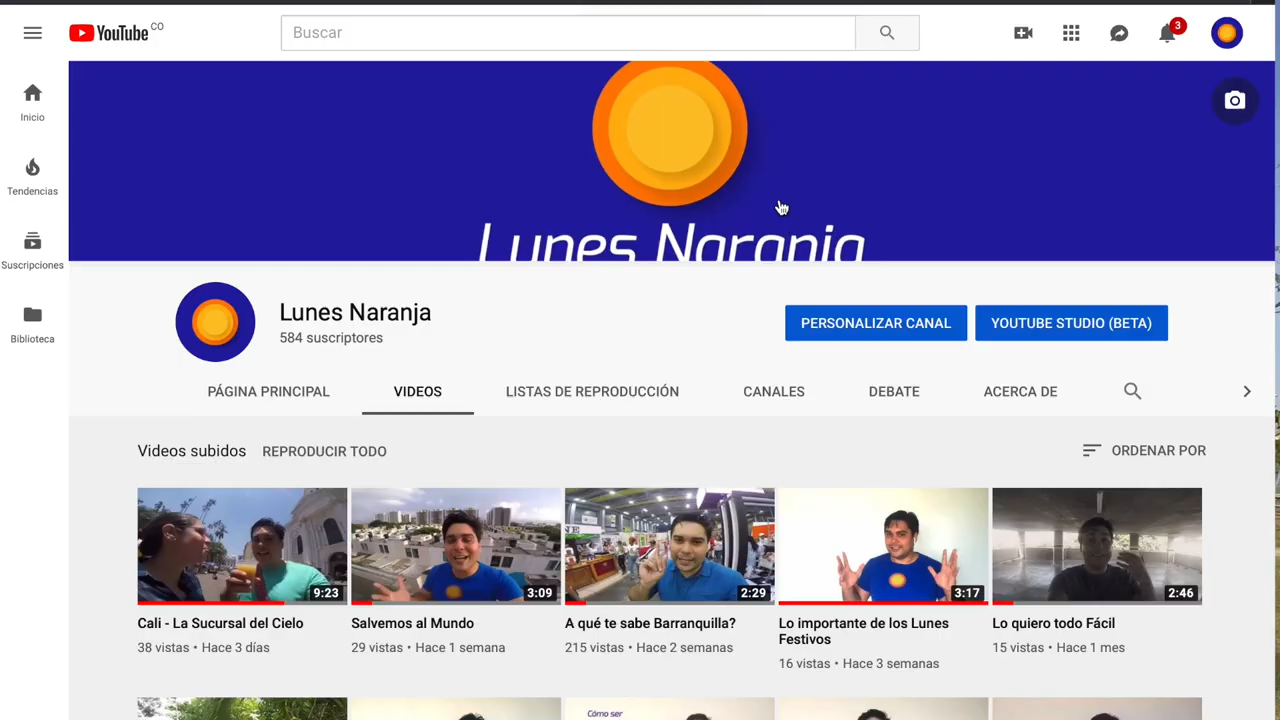 YouTube CO
Buscar
3
Inicio
Tendencias
Suscripciones
Biblioteca
Lunes Naranja
Lunes Naranja
584 suscriptores
PERSONALIZAR CANAL
YOUTUBE STUDIO (BETA)
PÁGINA PRINCIPAL
VIDEOS
LISTAS DE REPRODUCCIÓN
CANALES
DEBATE
ACERCA DE
Videos subidos
REPRODUCIR TODO
ORDENAR POR
9:23
3:09
2:29
3:17
2:46
Cali - La Sucursal del Cielo
38 vistas • Hace 3 días
Salvemos al Mundo
29 vistas • Hace 1 semana
A qué te sabe Barranquilla?
215 vistas • Hace 2 semanas
Lo importante de los Lunes
Festivos
16 vistas • Hace 3 semanas
Lo quiero todo Fácil
15 vistas • Hace 1 mes
Cómo ser